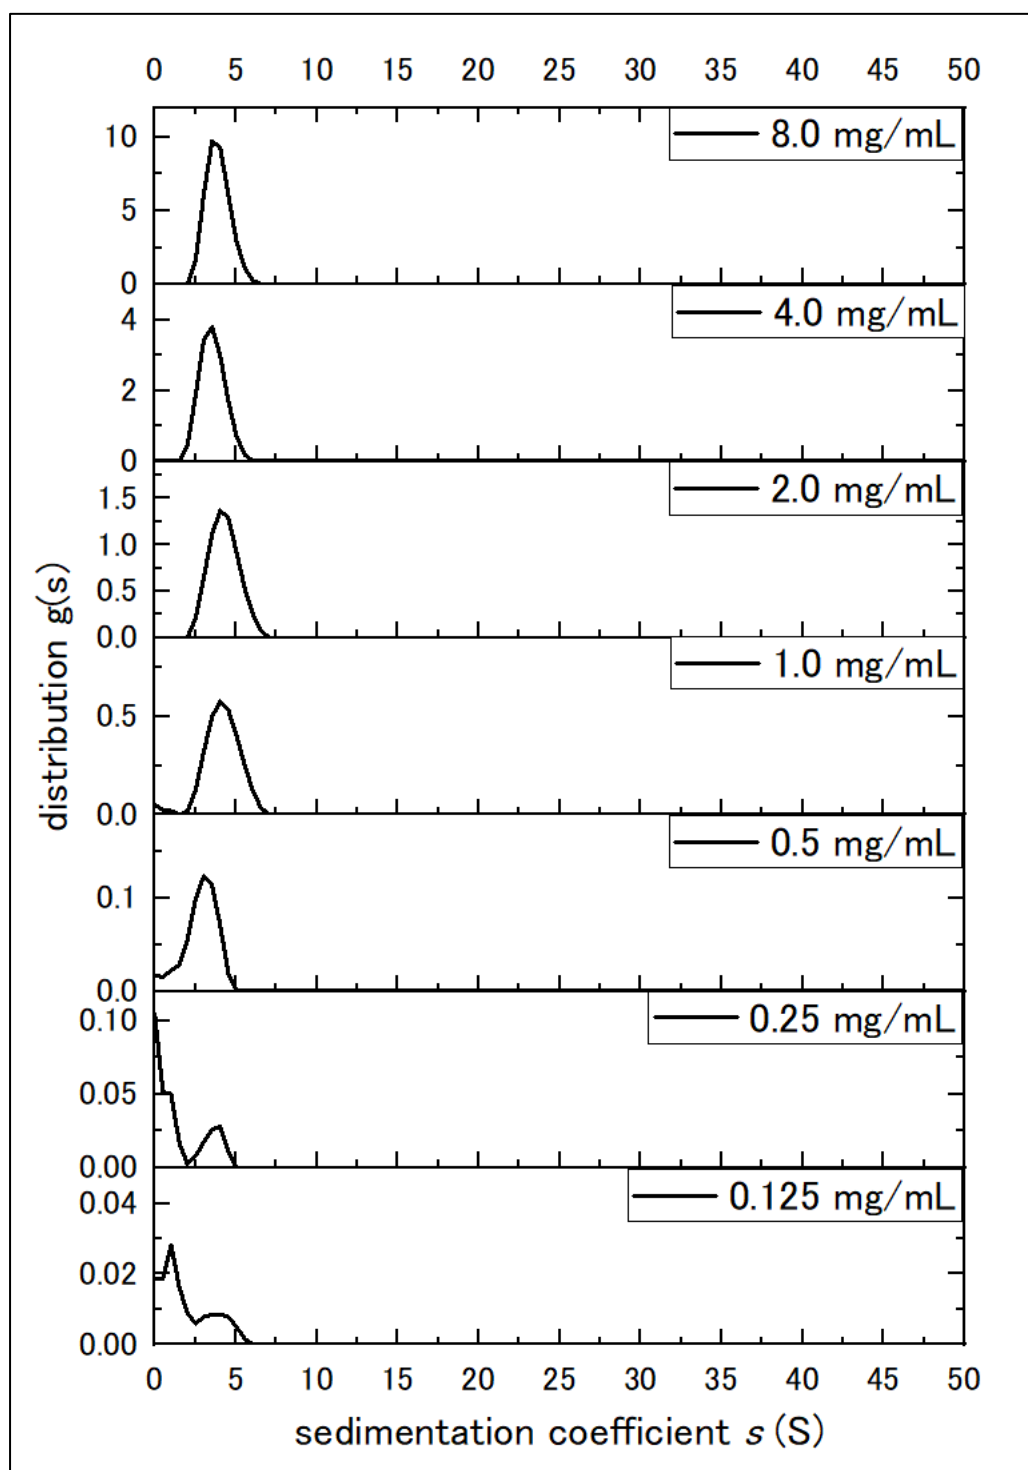 0 5 10 15 20 25 30 35 40 45 50
10
5
0
8.0 mg/mL
4
2
0
4.0 mg/mL
1.5
1.0
0.5
0.0
2.0 mg/mL
0.5
0.0
1.0 mg/mL
0.1
0.0
0.5 mg/mL
0.10
0.05
0.00
0.25 mg/mL
0.04
0.02
0.00
0.125 mg/mL
distribution g(s)
0 5 10 15 20 25 30 35 40 45 50
sedimentation coefficient s (S)